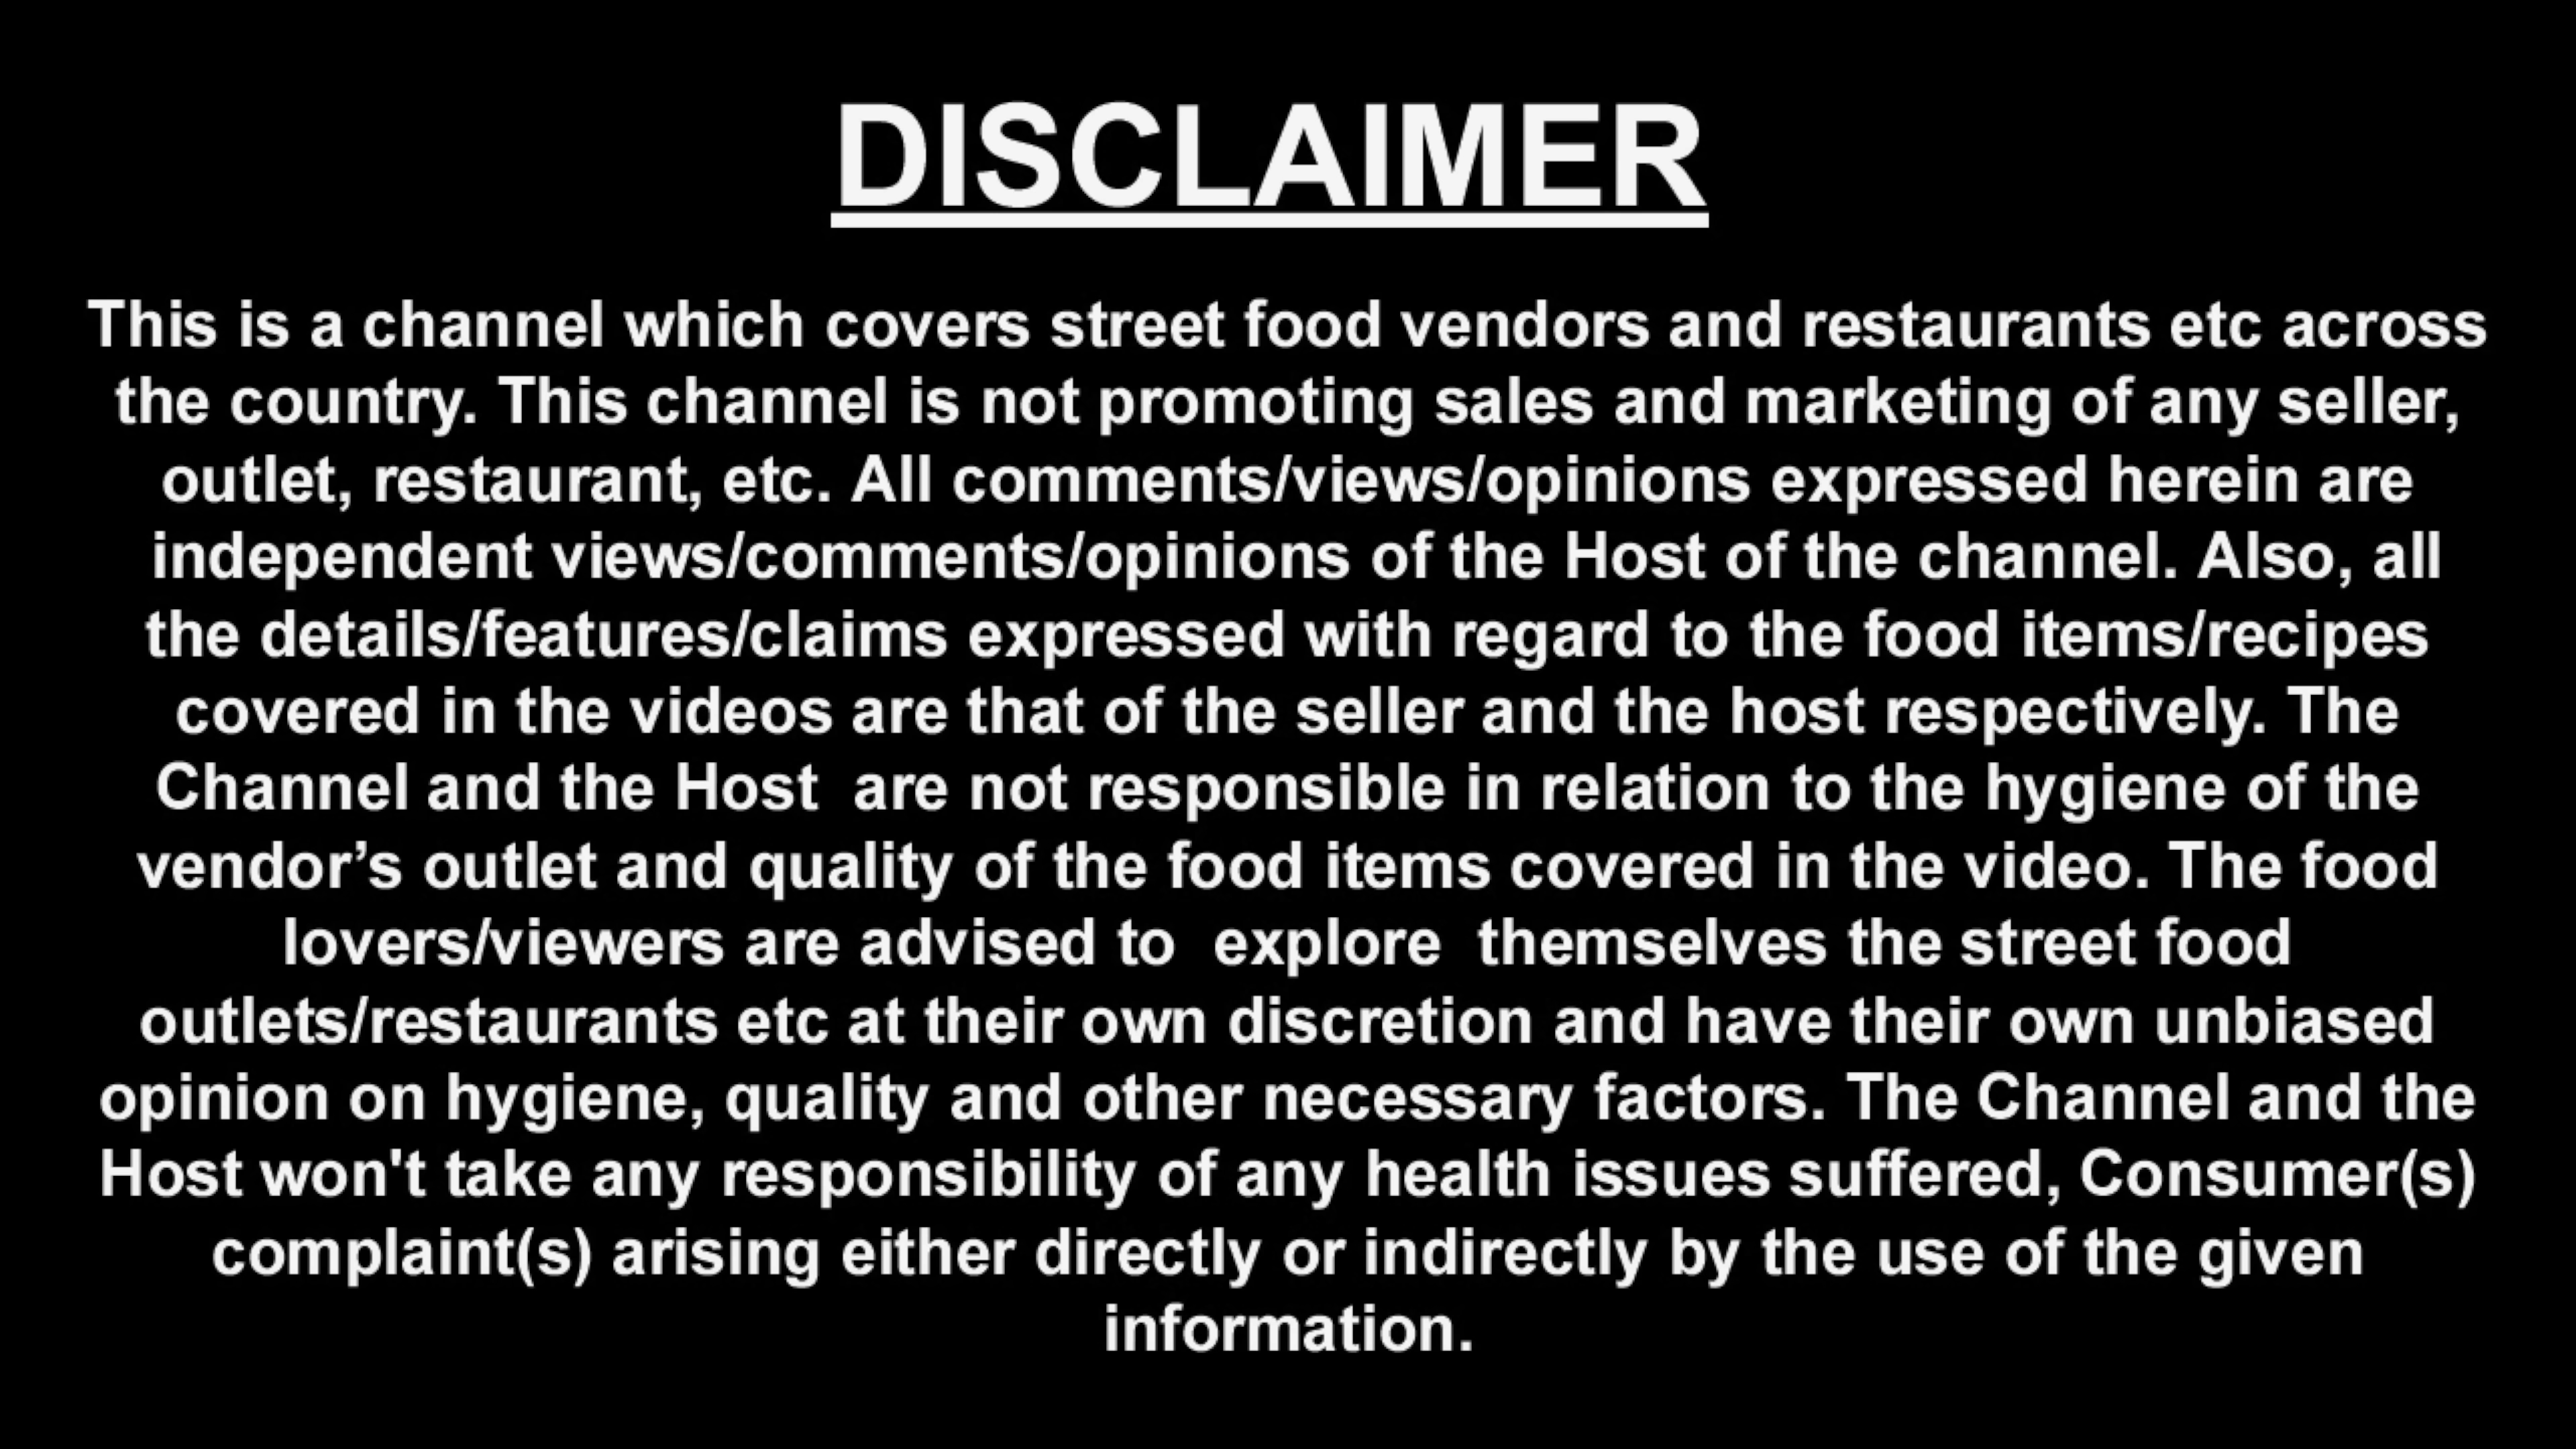 DISCLAIMER
This is a channel which covers street food vendors and restaurants etc across
the country. This channel is not promoting sales and marketing of any seller,
outlet, restaurant, etc. All comments/views/opinions expressed herein are
independent views/comments/opinions of the Host of the channel. Also, all
the details/features/claims expressed with regard to the food items/recipes
covered in the videos are that of the seller and the host respectively. The
Channel and the Host  are not responsible in relation to the hygiene of the
vendor’s outlet and quality of the food items covered in the video. The food
lovers/viewers are advised to  explore  themselves the street food
outlets/restaurants etc at their own discretion and have their own unbiased
opinion on hygiene, quality and other necessary factors. The Channel and the
Host won't take any responsibility of any health issues suffered, Consumer(s)
complaint(s) arising either directly or indirectly by the use of the given
information.